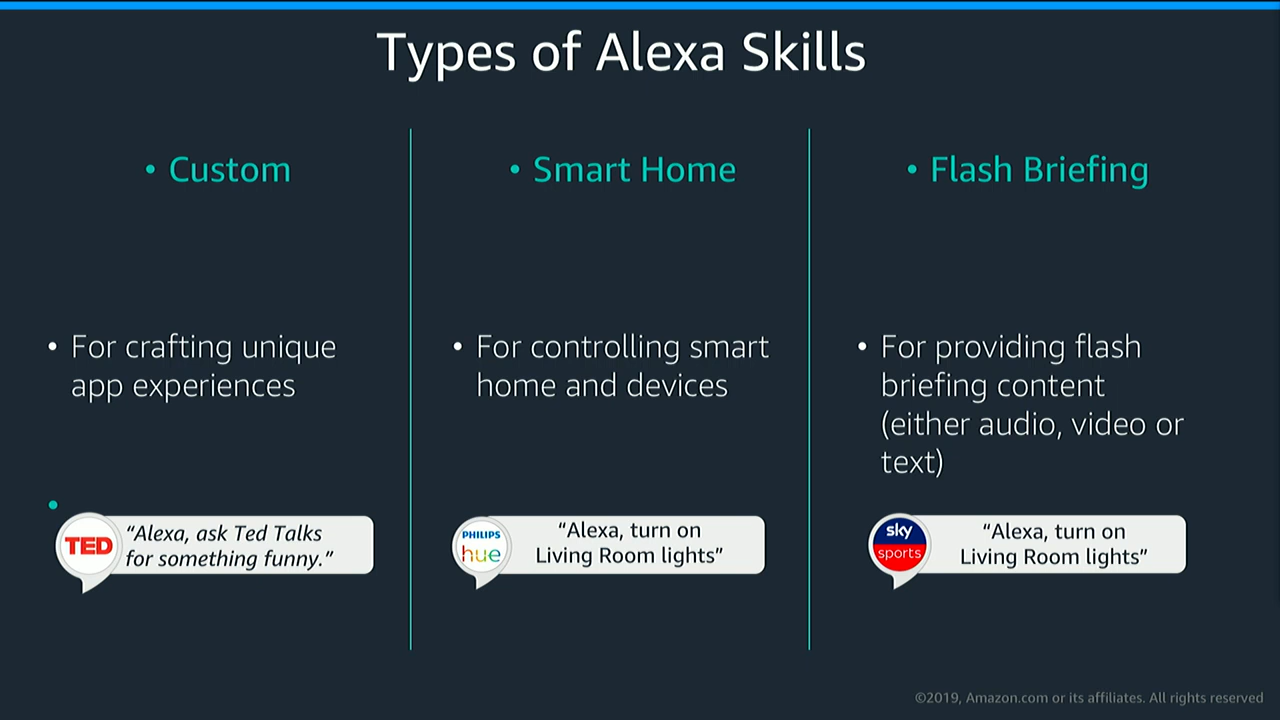 Types of Alexa Skills
• Custom
• For crafting unique
app experiences
•
TED
“Alexa, ask Ted Talks
for something funny.”
• Smart Home
• For controlling smart
home and devices
PHILIPS
hue
“Alexa, turn on
Living Room lights”
• Flash Briefing
• For providing flash
briefing content
(either audio, video or
text)
sky
sports
“Alexa, turn on
Living Room lights”
©2019, Amazon.com or its affiliates. All rights reserved